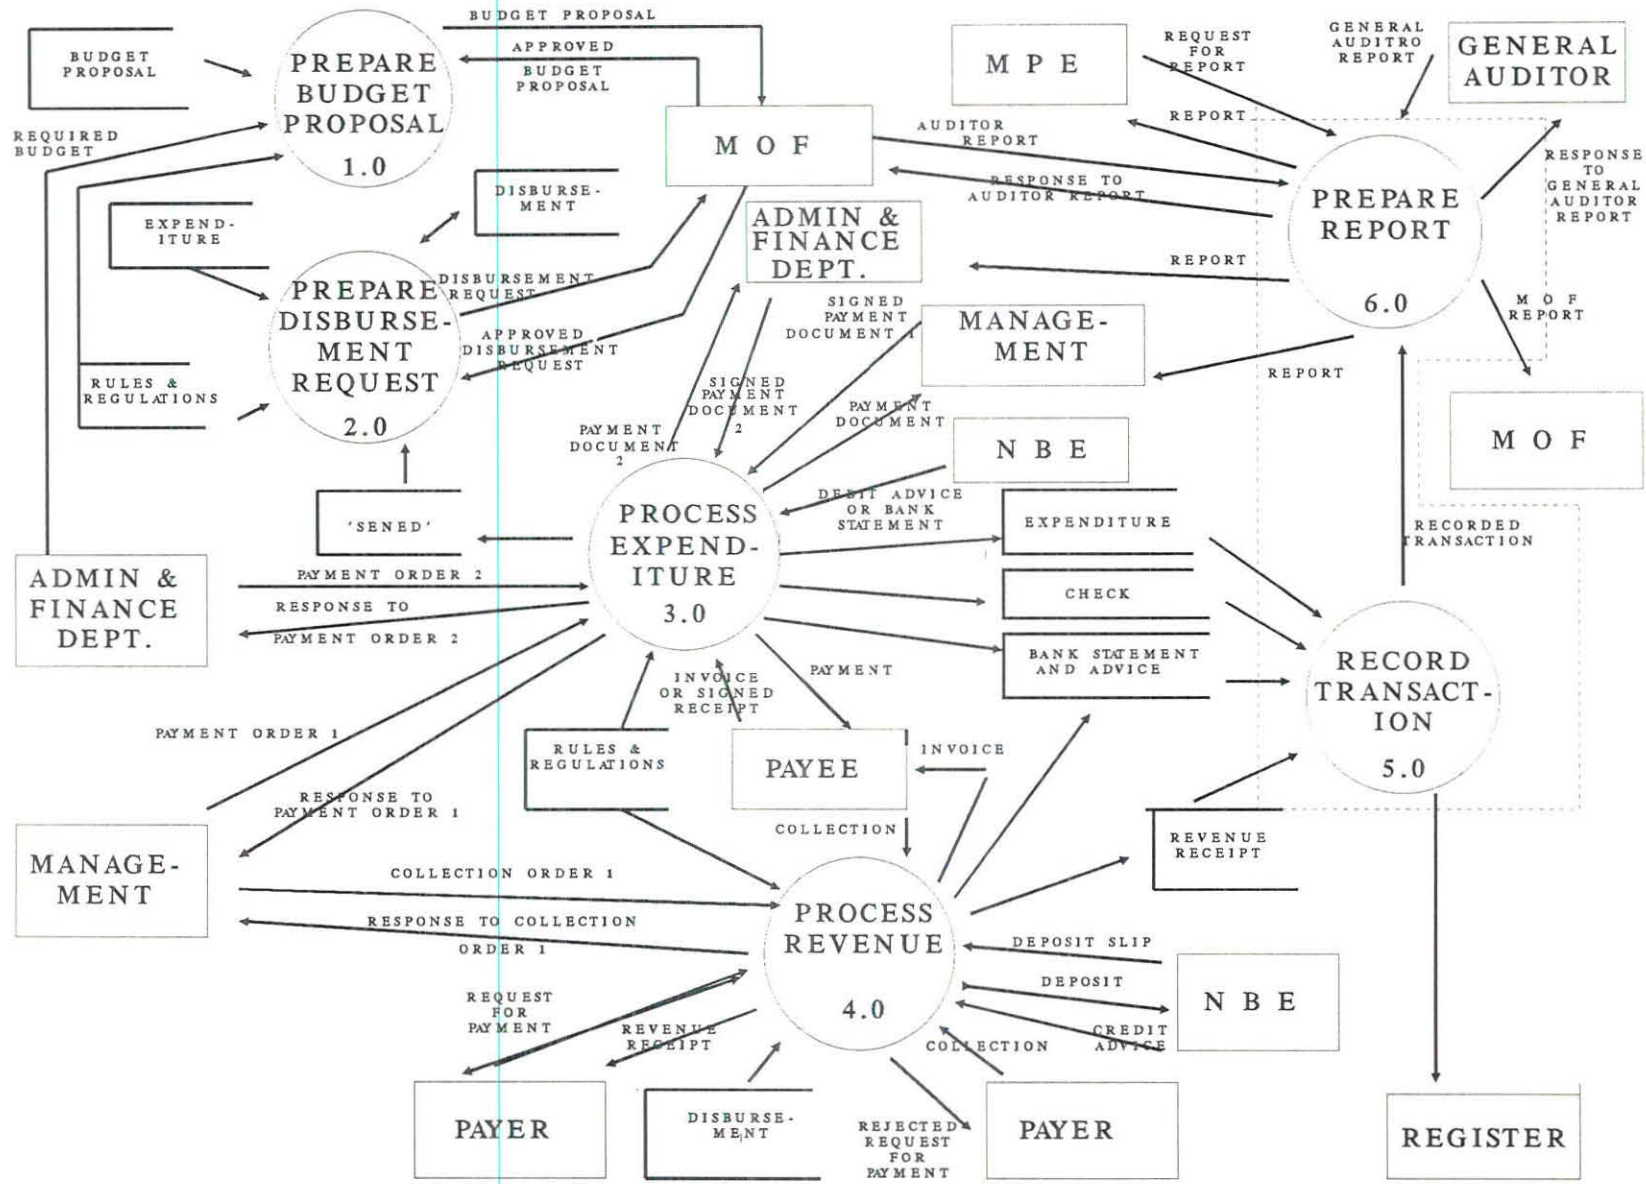 BUDGET
PROPOSAL
PREPARE
BUDGET
PROPOSAL
1.0
BUDGET PROPOSAL
APPROVED
BUDGET
PROPOSAL
REQUIRED
BUDGET
M O F
M P E
REQUEST
FOR
REPORT
GENERAL
AUDITRO
REPORT
GENERAL
AUDITOR
REPORT
AUDITOR
REPORT
RESPONSE TO
AUDITOR REPORT
RESPONSE
TO
GENERAL
AUDITOR
REPORT
PREPARE
REPORT
6.0
EXPEND-
ITURE
DISBURSE-
MENT
ADMIN &
FINANCE
DEPT.
REPORT
PREPARE
DISBURSE-
MENT
REQUEST
2.0
DISBURSEMENT
REQUEST
APPROVED
DISBURSEMENT
REQUEST
SIGNED
PAYMENT
DOCUMENT 1
MANAGE-
MENT
M O F
REPORT
REPORT
RULES &
REGULATIONS
SIGNED
PAYMENT
DOCUMENT
2
PAYMENT
DOCUMENT
PAYMENT
DOCUMENT
2
N B E
M O F
'SENED'
PROCESS
EXPEND-
ITURE
3.0
DEBIT ADVICE
OR BANK
STATEMENT
EXPENDITURE
RECORDED
TRANSACTION
ADMIN &
FINANCE
DEPT.
PAYMENT ORDER 2
RESPONSE TO
PAYMENT ORDER 2
CHECK
BANK STATEMENT
AND ADVICE
RECORD
TRANSACT-
ION
5.0
INVOICE
OR SIGNED
RECEIPT
PAYMENT
PAYMENT ORDER 1
RULES &
REGULATIONS
PAYEE
INVOICE
RESPONSE TO
PAYMENT ORDER 1
COLLECTION
REVENUE
RECEIPT
MANAGE-
MENT
COLLECTION ORDER 1
RESPONSE TO COLLECTION
ORDER 1
PROCESS
REVENUE
4.0
DEPOSIT SLIP
DEPOSIT
CREDIT
ADVICE
N B E
REQUEST
FOR
PAYMENT
REVENUE
RECEIPT
COLLECTION
PAYER
DISBURSE-
MENT
REJECTED
REQUEST
FOR
PAYMENT
PAYER
REGISTER